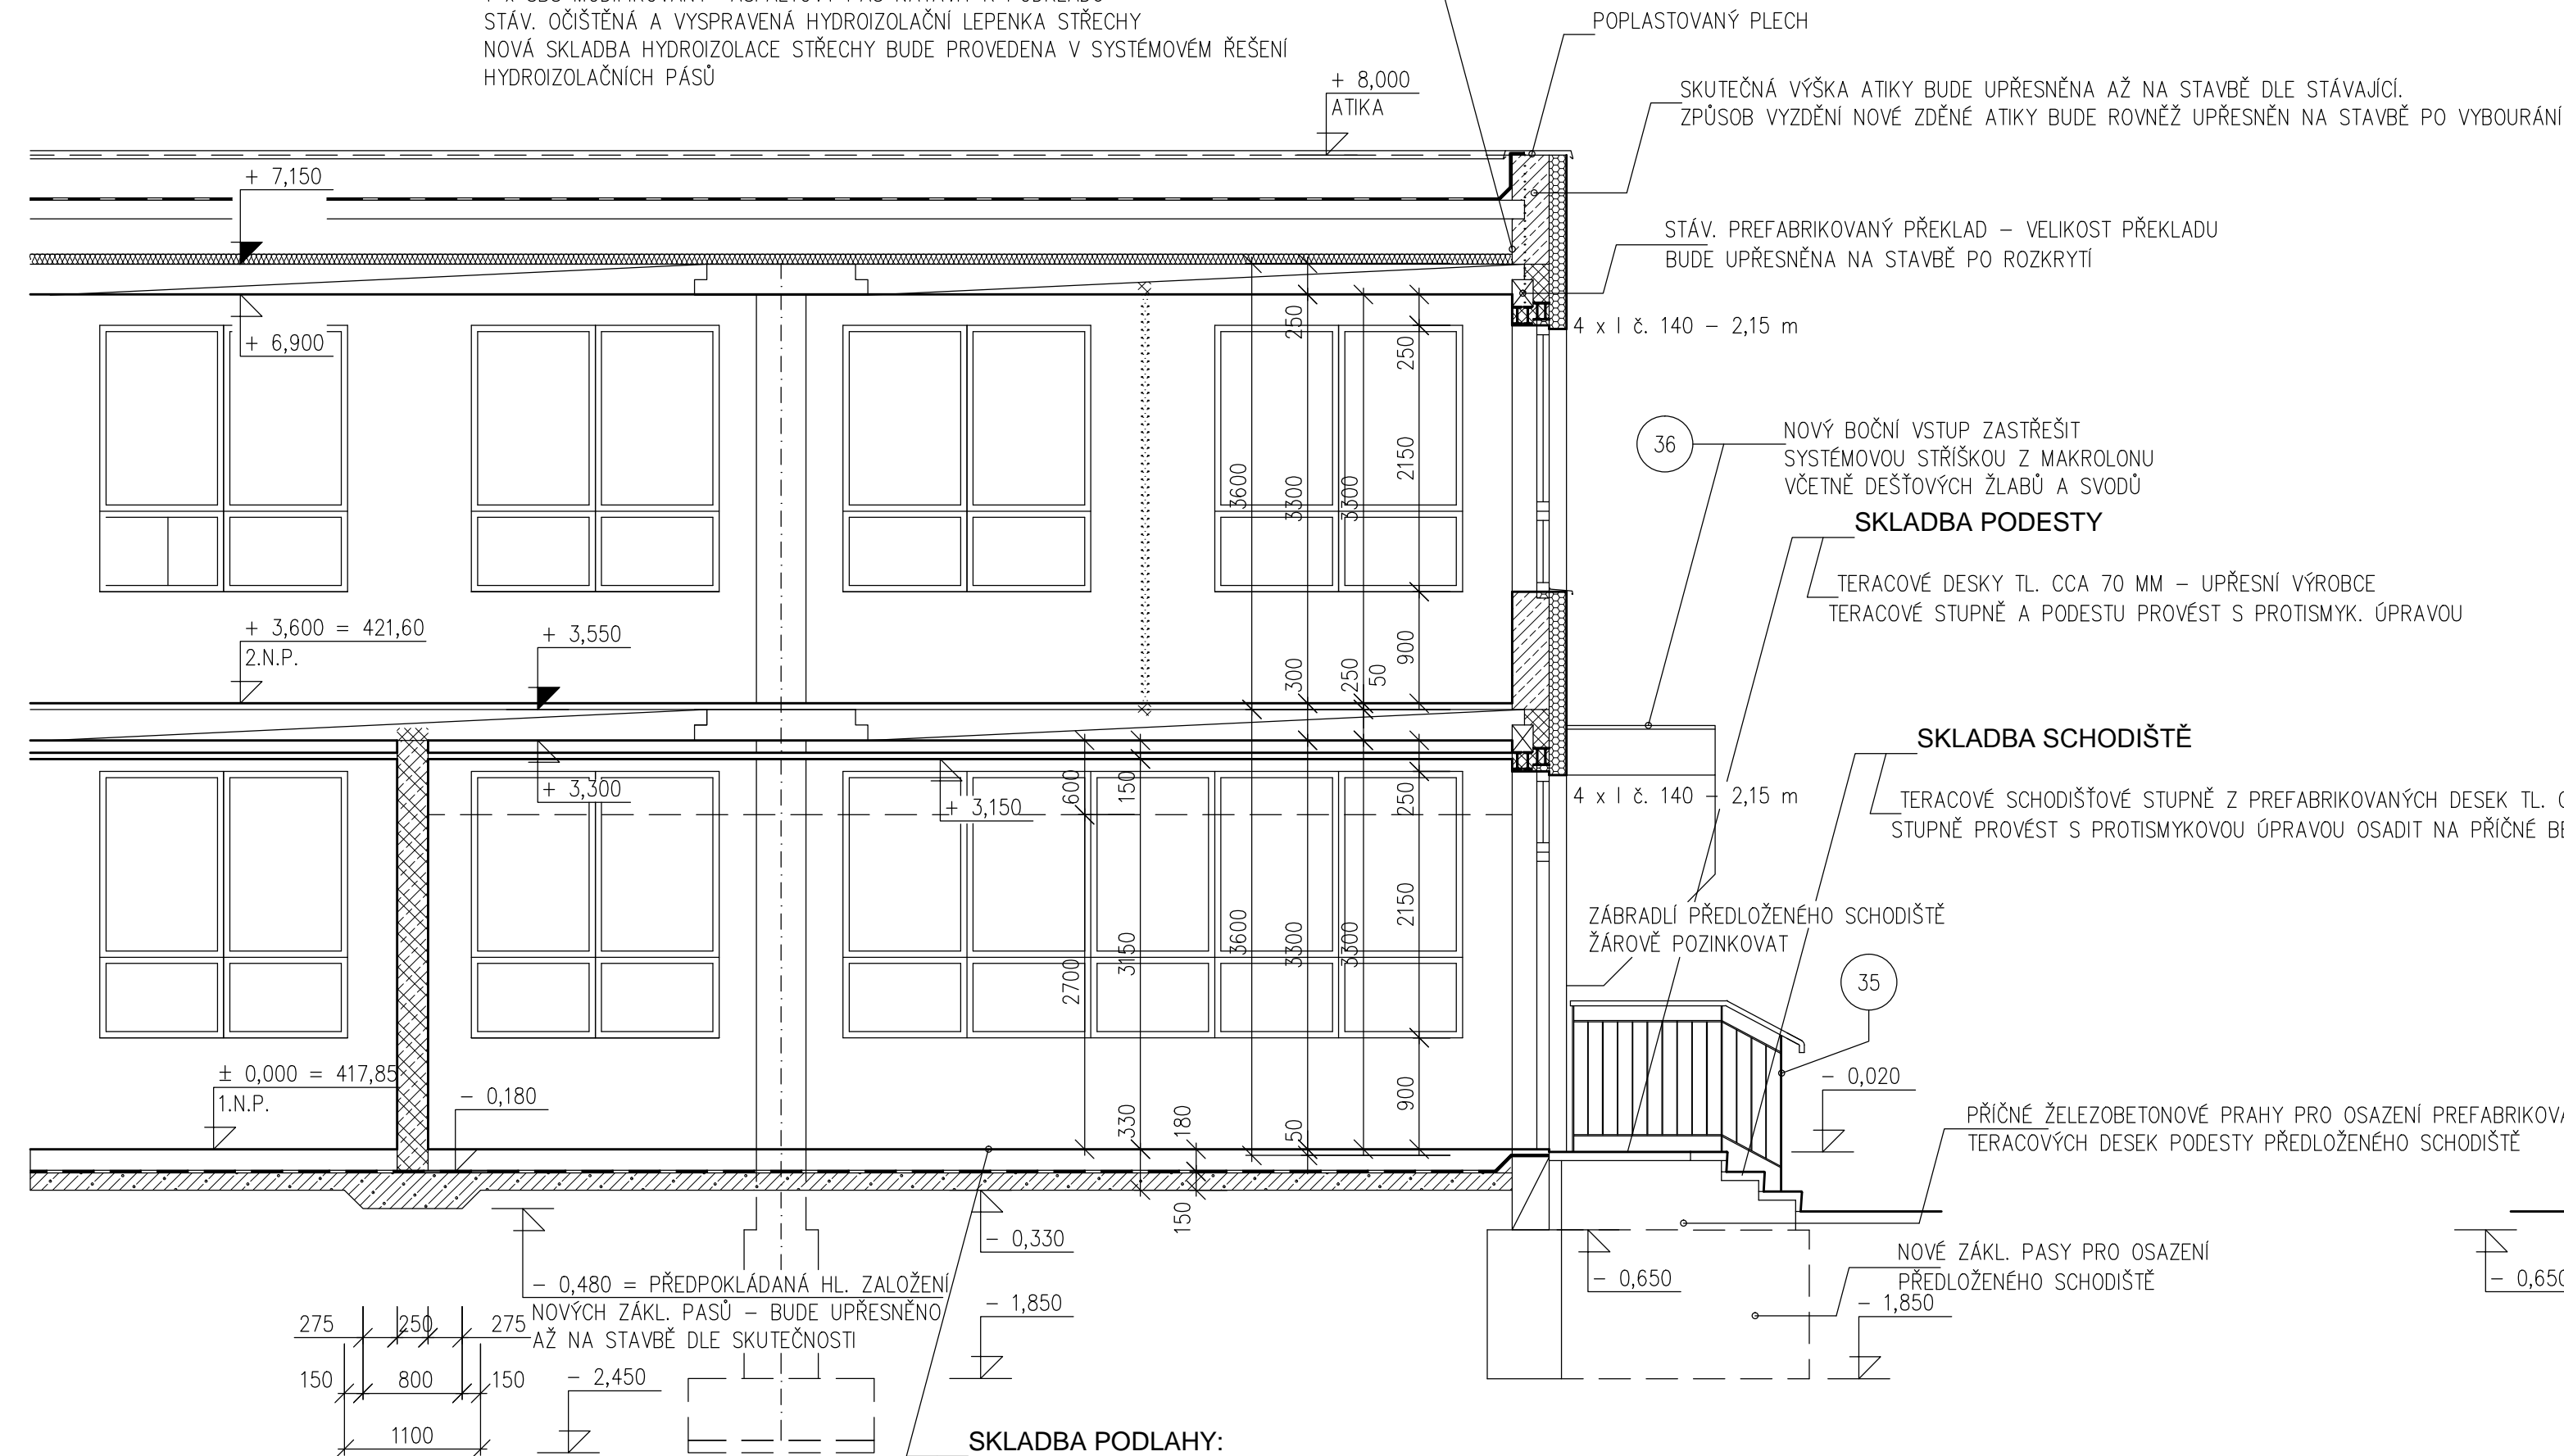 STÁV. OČIŠTĚNÁ A VYSPRAVENÁ HYDROIZOLAČNÍ LEPENKA STŘECHY
NOVÁ SKLADBA HYDROIZOLACE STŘECHY BUDE PROVEDENA V SYSTÉMOVÉM ŘEŠENÍ
HYDROIZOLAČNÍCH PÁSŮ
POPLASTOVANÝ PLECH
+ 8,000
ATIKA
SKUTEČNÁ VÝŠKA ATIKY BUDE UPŘESNĚNA AŽ NA STAVBĚ DLE STÁVAJÍCÍ.
ZPŮSOB VYZDĚNÍ NOVÉ ZDĚNÉ ATIKY BUDE ROVNĚŽ UPŘESNĚN NA STAVBĚ PO VYBOURÁNÍ
+ 7,150
STÁV. PREFABRIKOVANÝ PŘEKLAD – VELIKOST PŘEKLADU
BUDE UPŘESNĚNA NA STAVBĚ PO ROZKRYTÍ
+ 6,900
250
250
4 x I č. 140 – 2,15 m
36
NOVÝ BOČNÍ VSTUP ZASTŘEŠIT
SYSTÉMOVOU STŘÍŠKOU Z MAKROLONU
VČETNĚ DEŠŤOVÝCH ŽLABŮ A SVODŮ
3600
3300
3300
2150
SKLADBA PODESTY
TERACOVÉ DESKY TL. CCA 70 MM – UPŘESNÍ VÝROBCE
TERACOVÉ STUPNĚ A PODESTU PROVÉST S PROTISMYK. ÚPRAVOU
+ 3,600 = 421,60
2.N.P.
+ 3,550
300
250
50
900
SKLADBA SCHODIŠTĚ
+ 3,300
+ 3,150
600
150
250
4 x I č. 140 – 2,15 m
TERACOVÉ SCHODIŠŤOVÉ STUPNĚ Z PREFABRIKOVANÝCH DESEK TL.
STUPNĚ PROVÉST S PROTISMYKOVOU ÚPRAVOU OSADIT NA PŘÍČNÉ
ZÁBRADLÍ PŘEDLOŽENÉHO SCHODIŠTĚ
ŽÁROVĚ POZINKOVAT
2700
3150
3600
3300
3300
2150
35
± 0,000 = 417,85
1.N.P.
– 0,180
330
180
50
900
– 0,020
PŘÍČNÉ ŽELEZOBETONOVÉ PRAHY PRO OSAZENÍ PREFABRIKOVA
TERACOVÝCH DESEK PODESTY PŘEDLOŽENÉHO SCHODIŠTĚ
150
– 0,330
– 0,650
NOVÉ ZÁKL. PASY PRO OSAZENÍ
PŘEDLOŽENÉHO SCHODIŠTĚ
– 0,650
– 0,480 = PŘEDPOKLÁDANÁ HL. ZALOŽENÍ
NOVÝCH ZÁKL. PASŮ – BUDE UPŘESNĚNO
AŽ NA STAVBĚ DLE SKUTEČNOSTI
– 1,850
– 1,850
275
250
275
150
800
150
– 2,450
1100
SKLADBA PODLAHY: